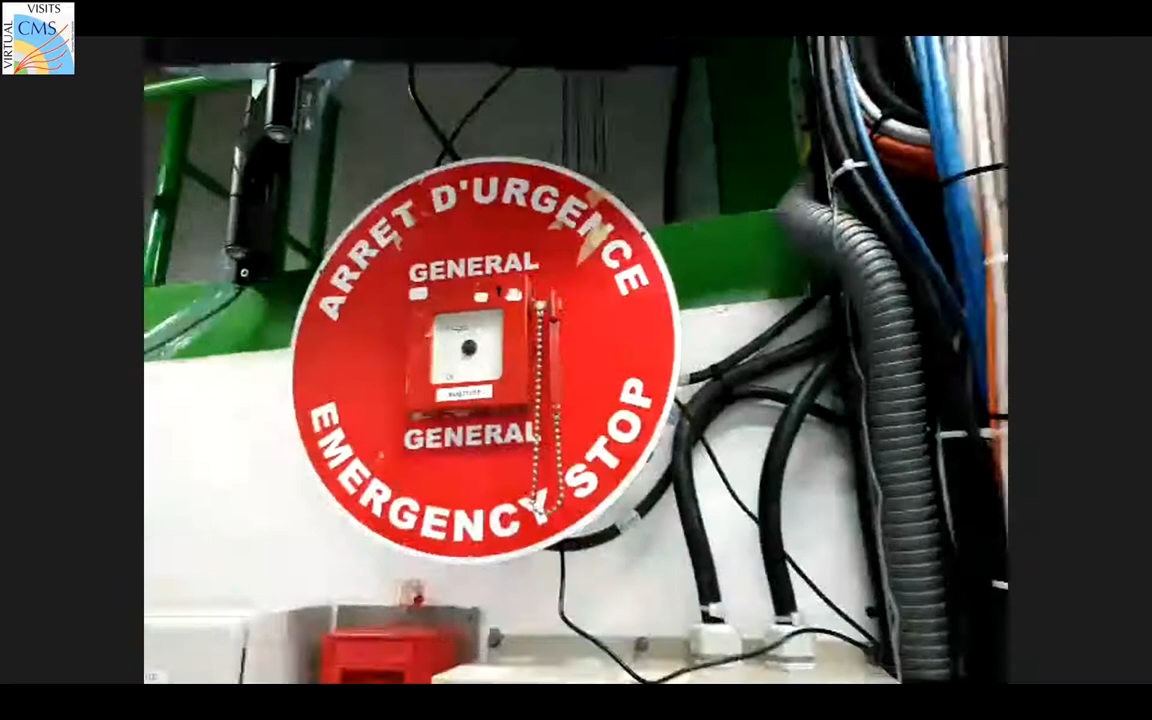 VISITS
VIRTUAL
CMS
ARRET D'URGENCE
GENERAL
GENERAL
EMERGENCY STOP